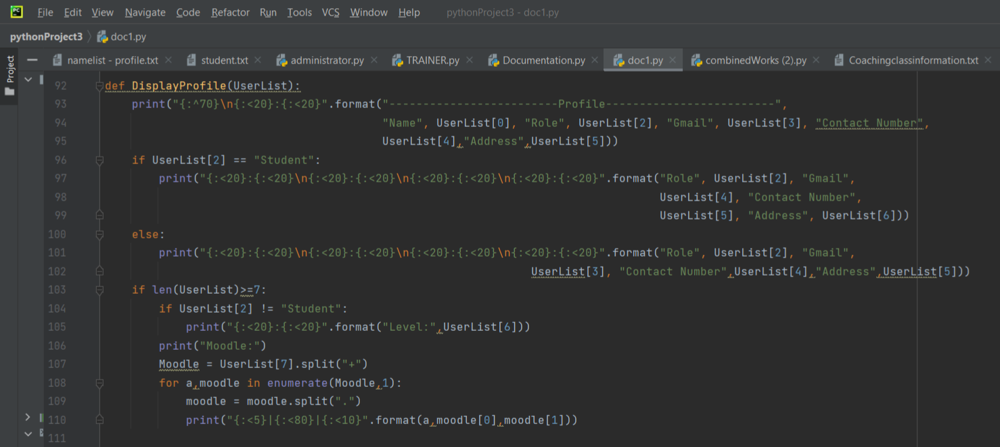 PC File Edit View Navigate Code Refactor Run Tools VCS Window Help pythonProject3 - doc1.py
pythonProject3 doc1.py
Project
namelist - profile.txt student.txt administrator.py TRAINER.py Documentation.py doc1.py combinedWorks (2).py Coachingclassinformation.txt
92 def DisplayProfile(UserList):
93     print("{:^70}\n{:<20}:{:<20}".format("-------------------------Profile-------------------------",
94                                          "Name", UserList[0], "Role", UserList[2], "Gmail", UserList[3], "Contact Number",
95                                          UserList[4],"Address",UserList[5]))
96     if UserList[2] == "Student":
97         print("{:<20}:{:<20}\n{:<20}:{:<20}\n{:<20}:{:<20}\n{:<20}:{:<20}".format("Role", UserList[2], "Gmail",
98                                                                                   UserList[4], "Contact Number",
99                                                                                   UserList[5], "Address", UserList[6]))
100     else:
101         print("{:<20}:{:<20}\n{:<20}:{:<20}\n{:<20}:{:<20}\n{:<20}:{:<20}".format("Role", UserList[2], "Gmail",
102                                                                UserList[3], "Contact Number",UserList[4],"Address",UserList[5]))
103     if len(UserList)>=7:
104         if UserList[2] != "Student":
105             print("{:<20}:{:<20}".format("Level:",UserList[6]))
106         print("Moodle:")
107         Moodle = UserList[7].split("+")
108         for a,moodle in enumerate(Moodle,1):
109             moodle = moodle.split(".")
110             print("{:<5}|{:<80}|{:<10}".format(a,moodle[0],moodle[1]))
111